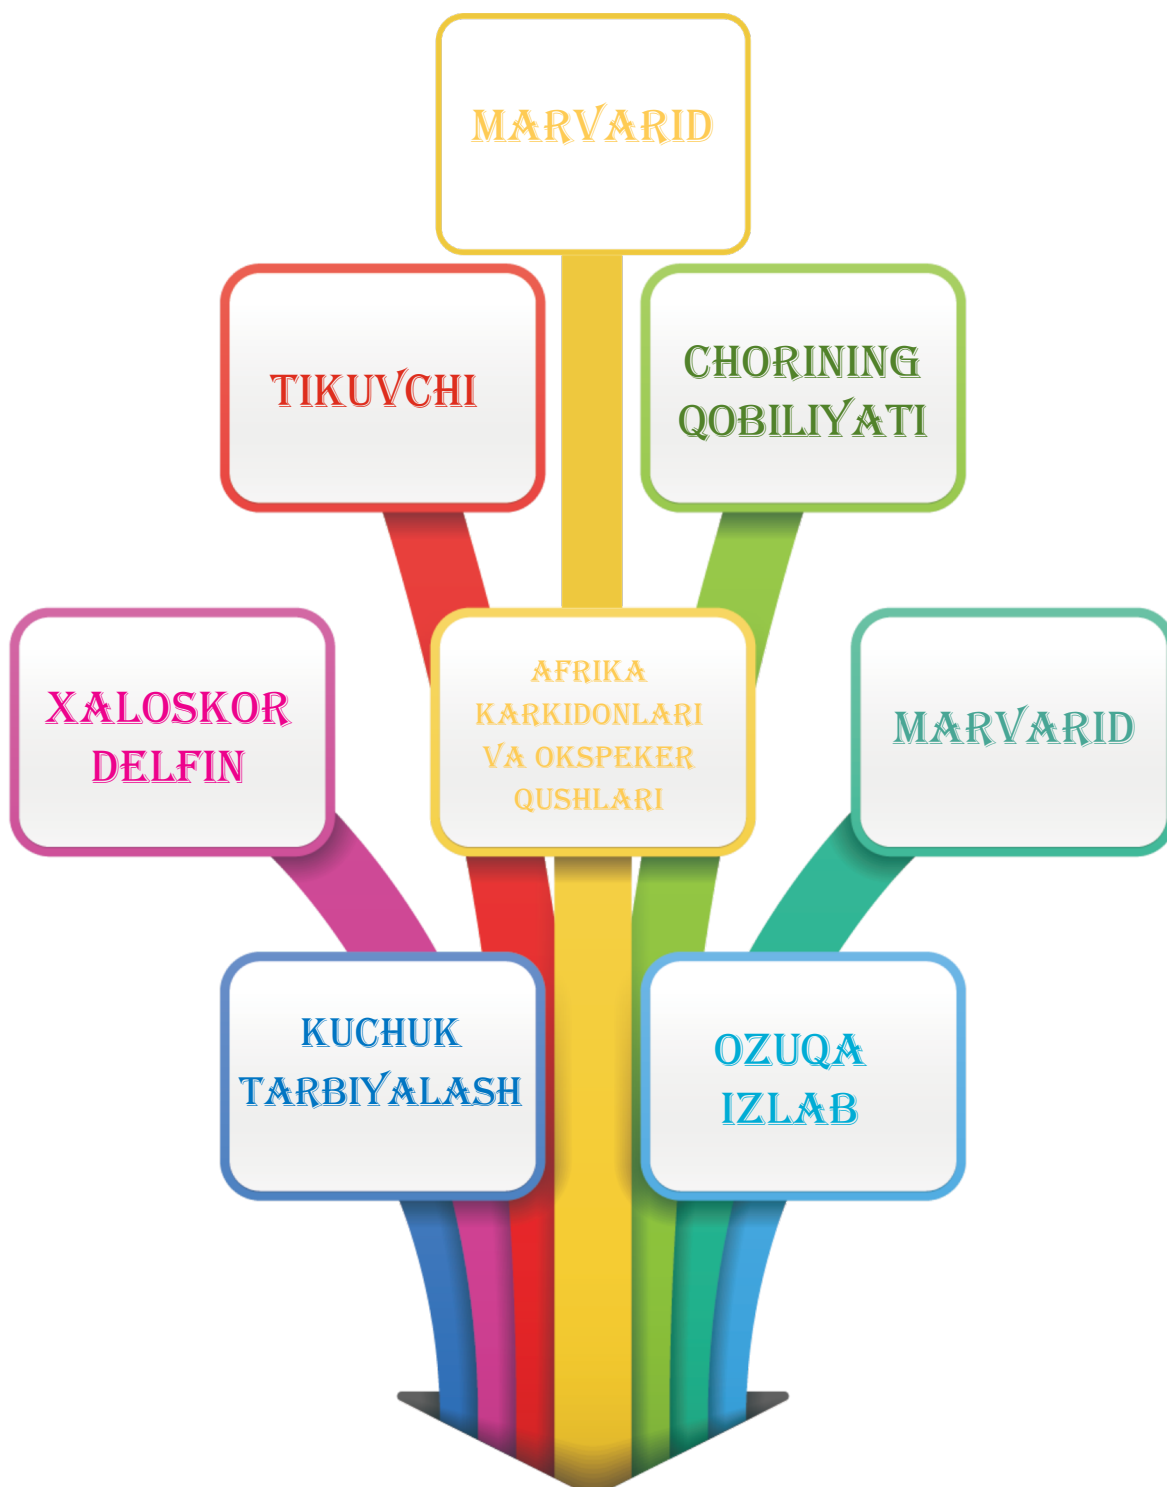 MARVARID
TIKUVCHI
CHORINING
QOBILIYATI
XALOSKOR
DELFIN
AFRIKA
KARKIDONLARI
VA OKSPEKER
QUSHLARI
MARVARID
KUCHUK
TARBIYALASH
OZUQA
IZLAB